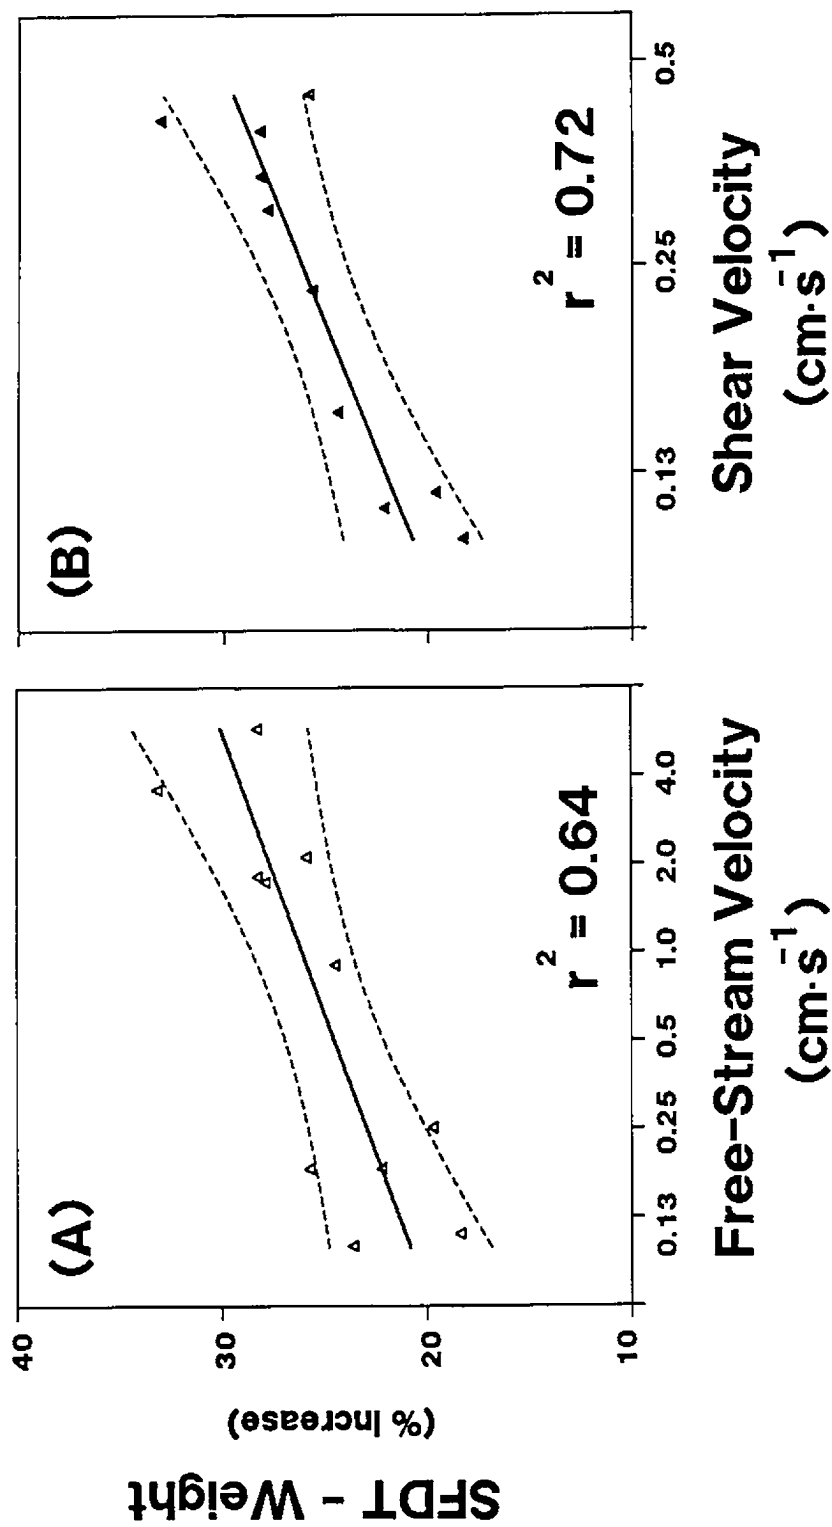 SFDT - Weight
(% Increase)
40
30
20
10
(A)
r² = 0.64
0.13
0.25
0.5
1.0
2.0
4.0
Free-Stream Velocity
(cm·s⁻¹)
(B)
r² = 0.72
0.13
0.25
0.5
Shear Velocity
(cm·s⁻¹)